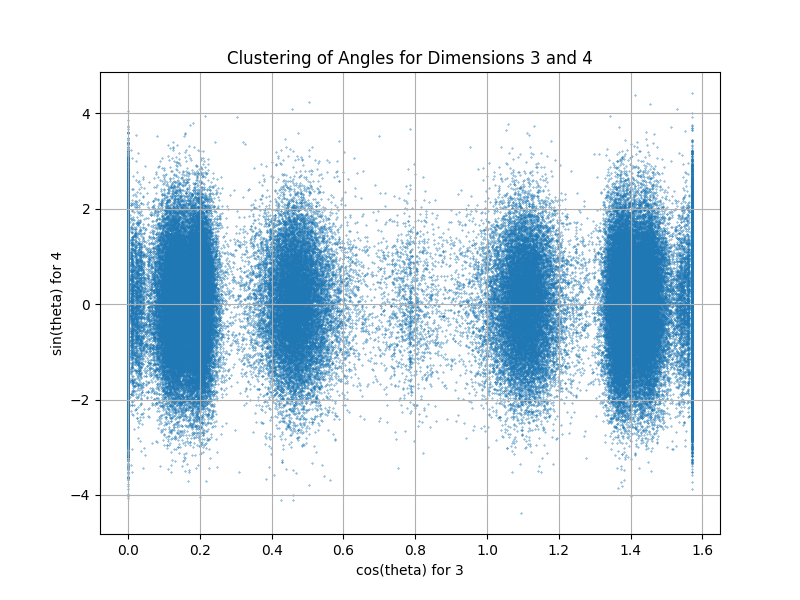 Clustering of Angles for Dimensions 3 and 4
4
2
0
−2
−4
sin(theta) for 4
0.0 0.2 0.4 0.6 0.8 1.0 1.2 1.4 1.6
cos(theta) for 3